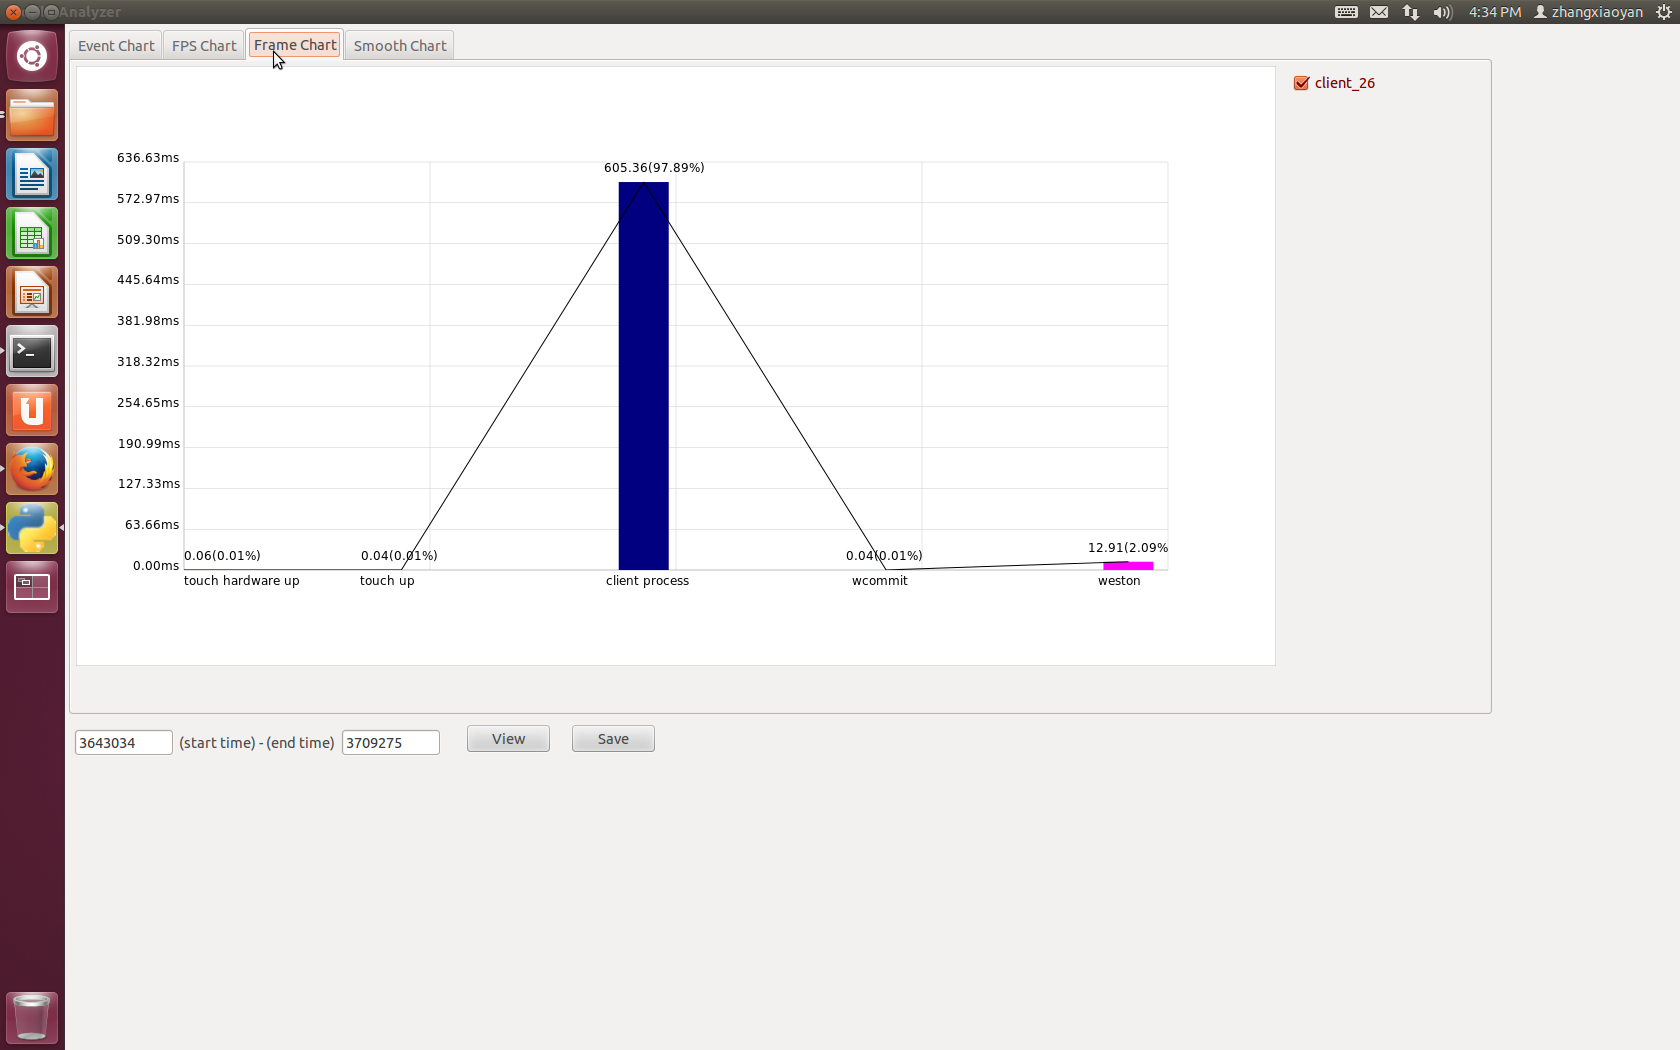 Analyzer
4:34 PM zhangxiaoyan
Event Chart FPS Chart Frame Chart Smooth Chart
client_26
636.63ms
605.36(97.89%)
572.97ms
509.30ms
445.64ms
381.98ms
318.32ms
254.65ms
190.99ms
127.33ms
63.66ms
0.06(0.01%) 0.04(0.01%) 0.04(0.01%) 12.91(2.09%
0.00ms
touch hardware up touch up client process wcommit weston
3643034 (start time) - (end time) 3709275 View Save